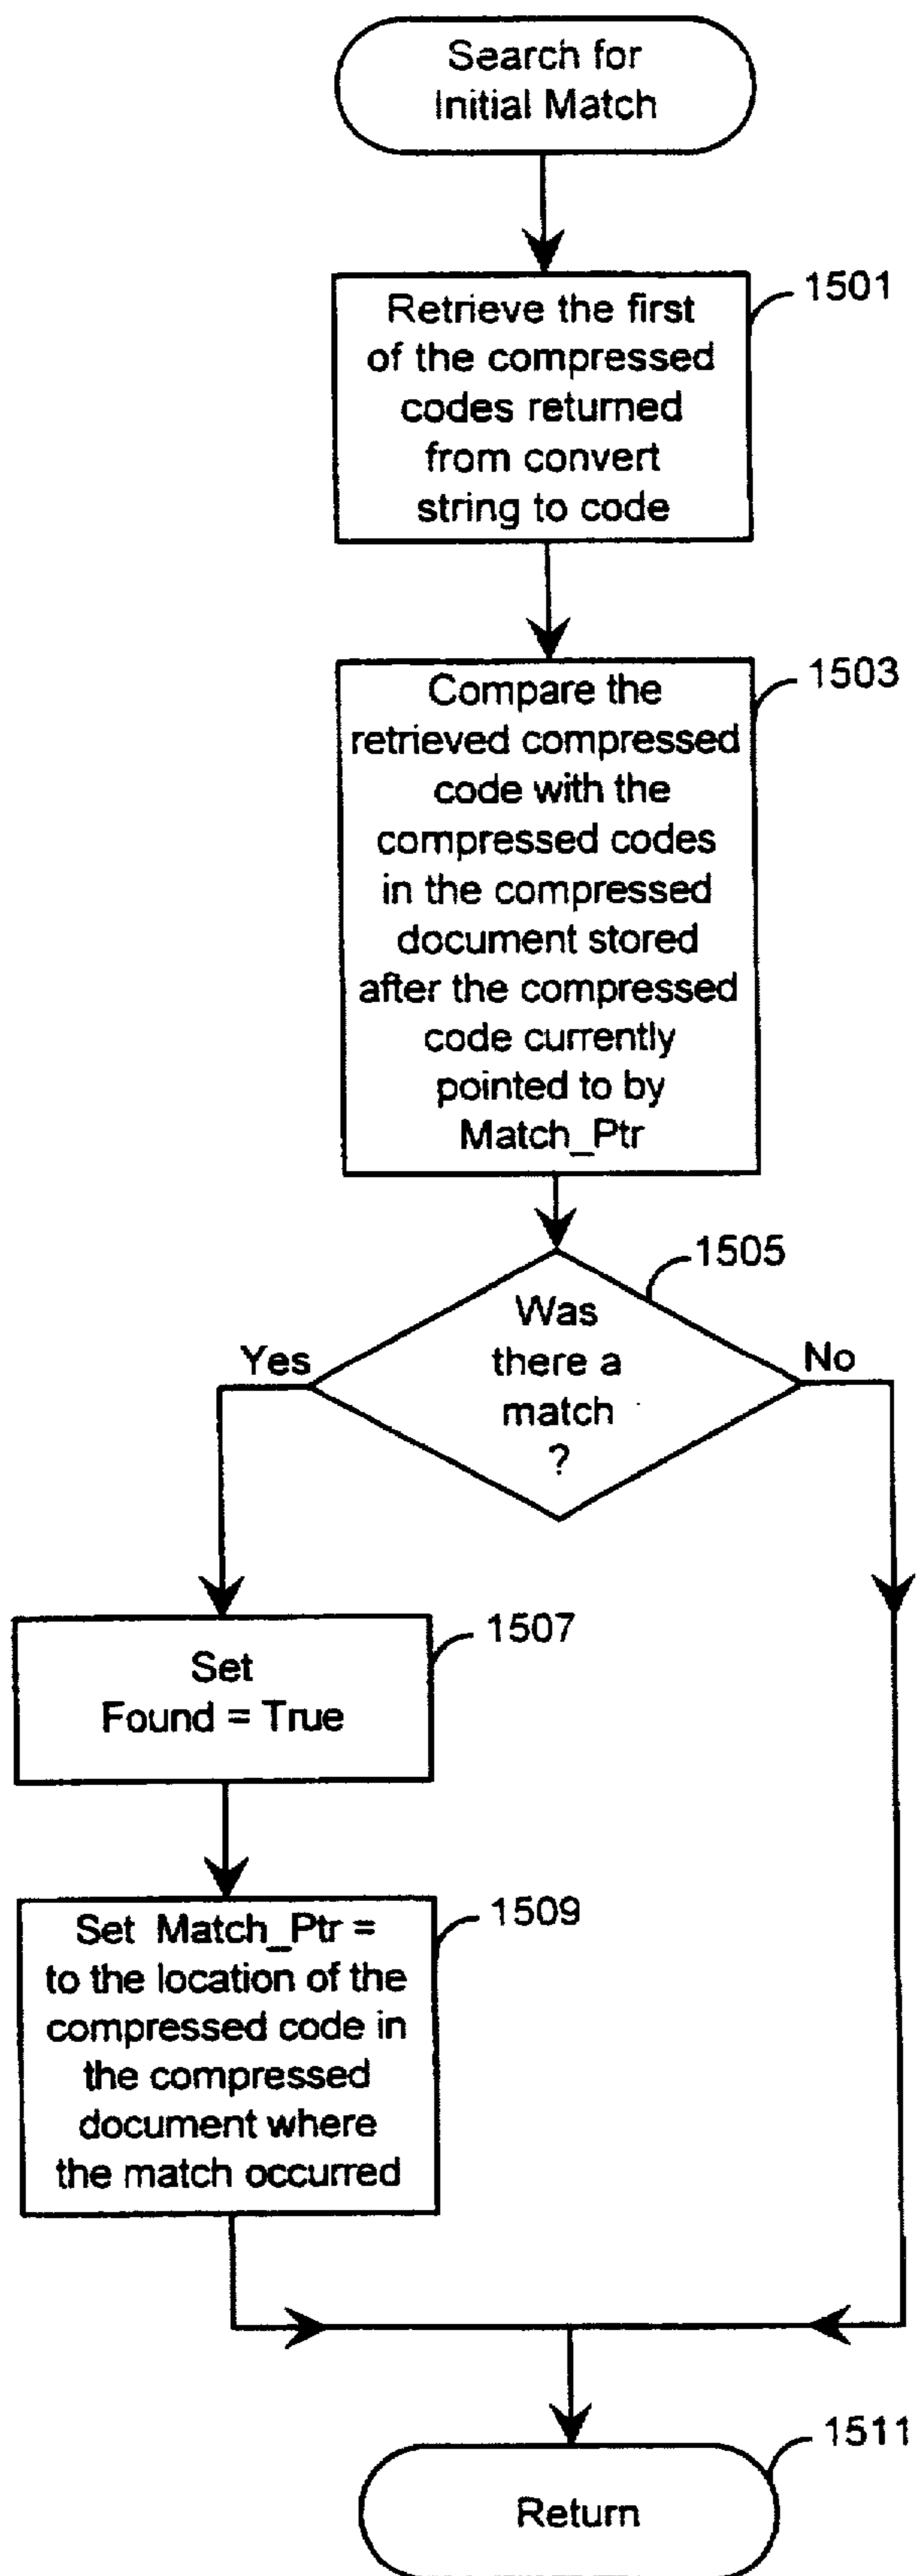 Search for
Initial Match
1501
Retrieve the first
of the compressed
codes returned
from convert
string to code
1503
Compare the
retrieved compressed
code with the
compressed codes
in the compressed
document stored
after the compressed
code currently
pointed to by
Match_Ptr
1505
Was
there a
match
?
Yes
No
1507
Set
Found = True
1509
Set Match_Ptr =
to the location of the
compressed code in
the compressed
document where
the match occurred
1511
Return